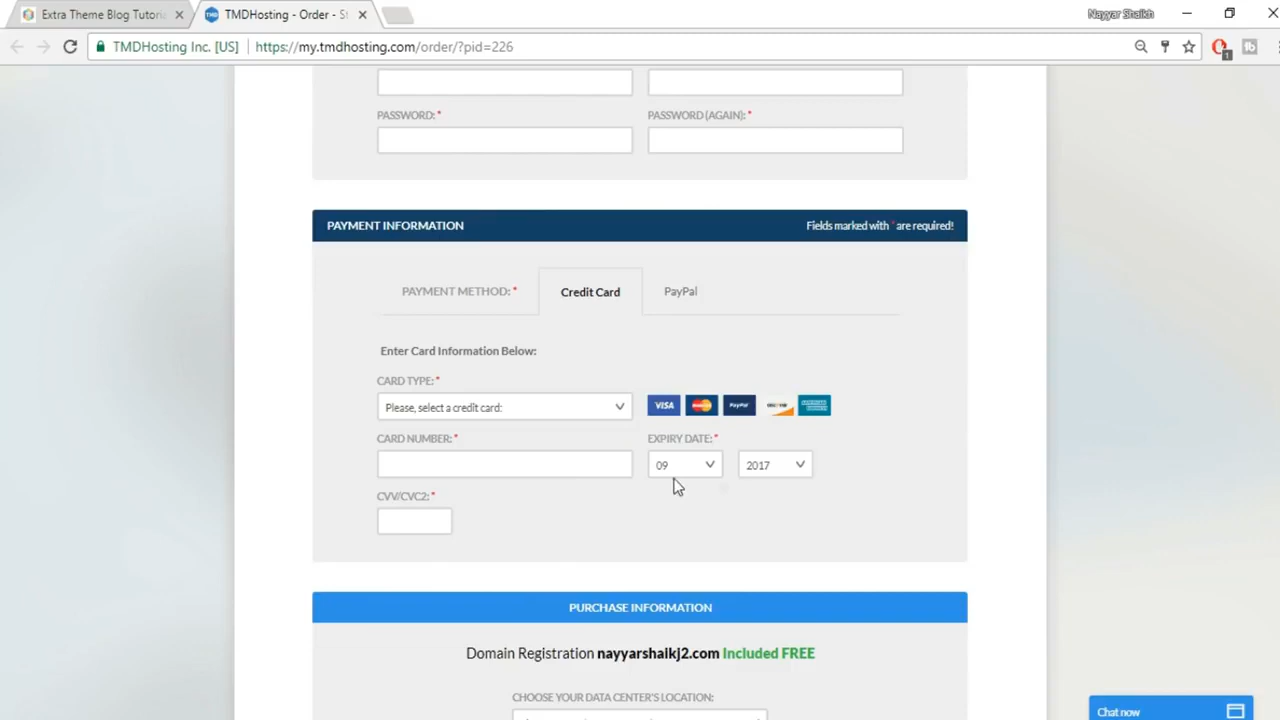 Extra Theme Blog Tutori
TMDHosting - Order - S
Nayyar Shaikh
TMDHosting Inc. [US]
https://my.tmdhosting.com/order/?pid=226
1
PASSWORD: *
PASSWORD (AGAIN): *
PAYMENT INFORMATION
Fields marked with * are required!
PAYMENT METHOD: *
Credit Card
PayPal
Enter Card Information Below:
CARD TYPE: *
Please, select a credit card:
VISA
PayPal
CARD NUMBER: *
EXPIRY DATE: *
09
2017
CVV/CVC2: *
PURCHASE INFORMATION
Domain Registration nayyarshaikj2.com Included FREE
CHOOSE YOUR DATA CENTER'S LOCATION:
Chat now